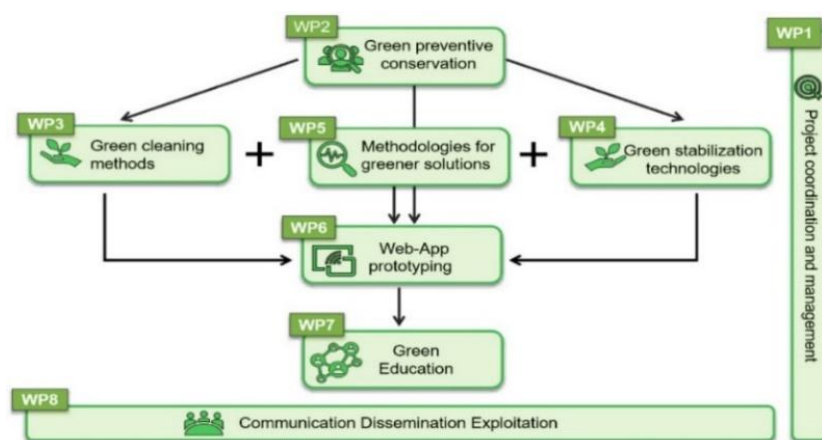 WP2
Green preventive
conservation
WP1
Project coordination and management
WP3
Green cleaning
methods
WP5
Methodologies for
greener solutions
WP4
Green stabilization
technologies
+
+
WP6
Web-App
prototyping
WP7
Green
Education
WP8
Communication Dissemination Exploitation